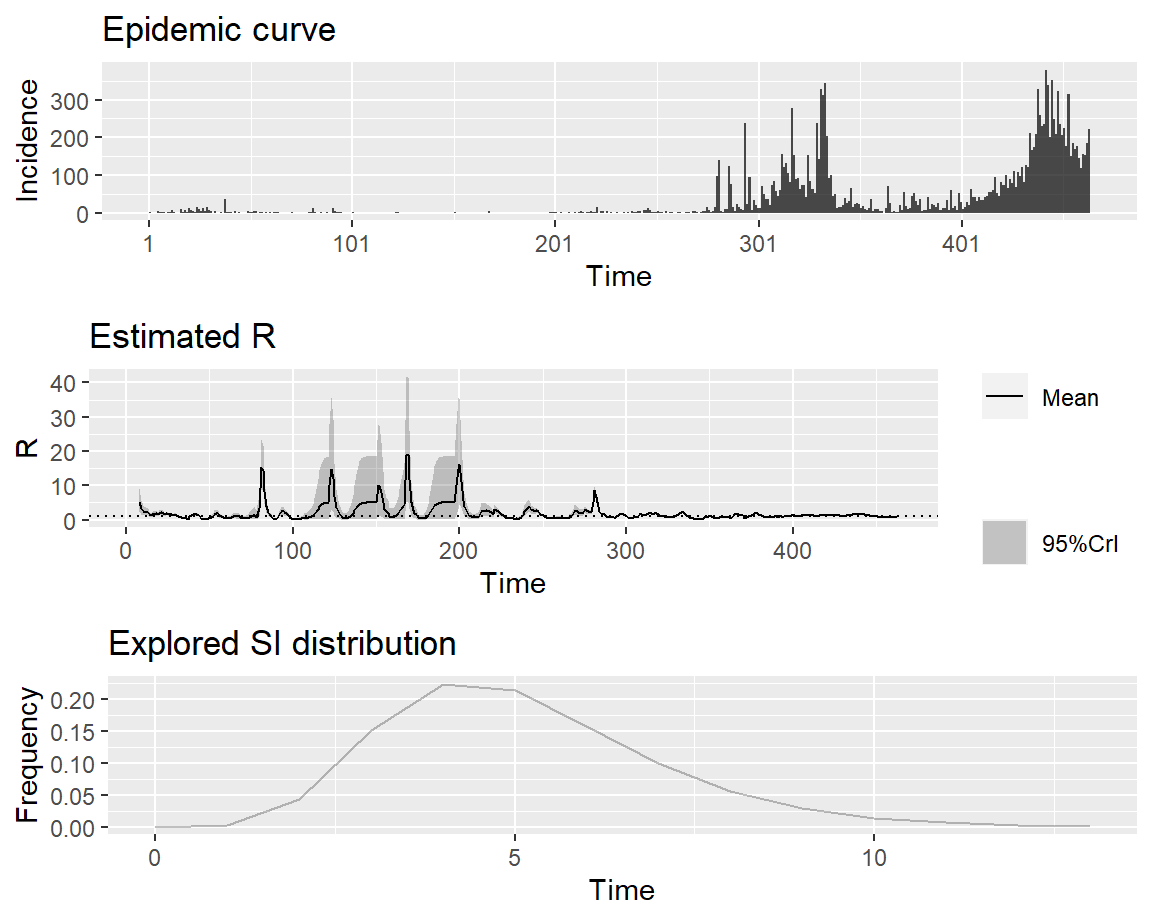 Epidemic curve
Incidence
300
200
100
0
1 101 201 301 401
Time
Estimated R
R
40
30
20
10
0
0 100 200 300 400
Time
Mean
95%CrI
Explored SI distribution
Frequency
0.20
0.15
0.10
0.05
0.00
0 5 10
Time